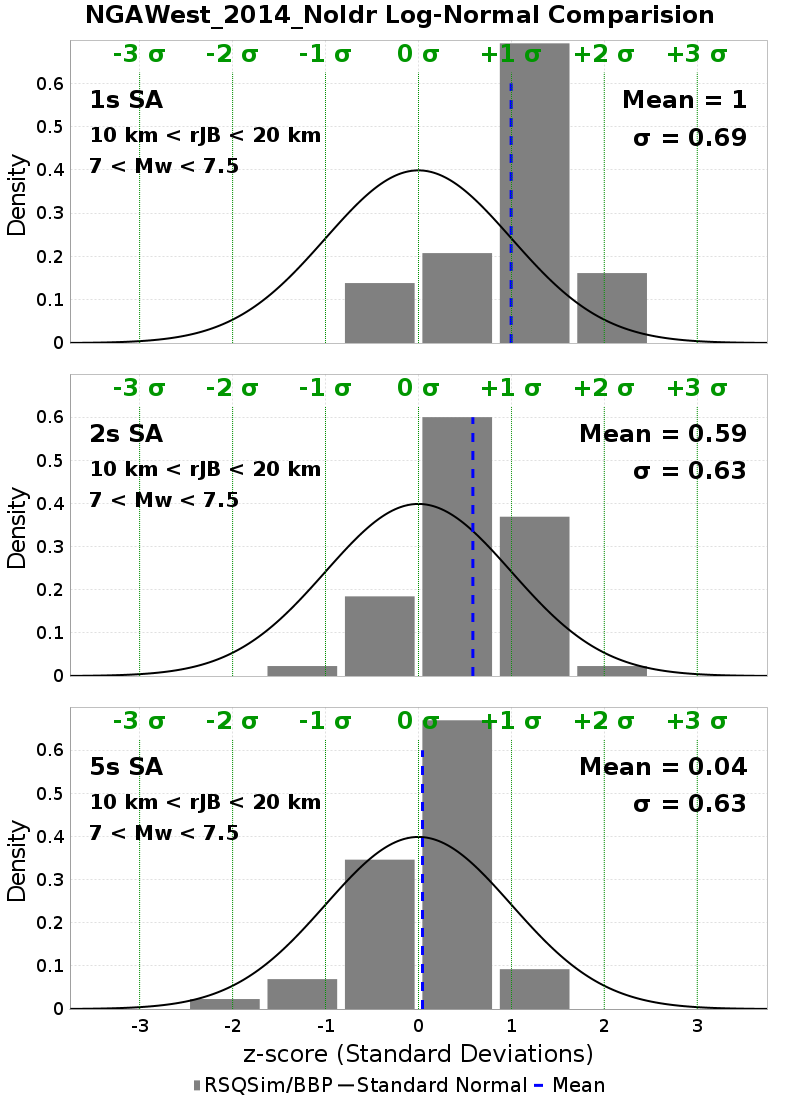 NGAWest_2014_NoIdr Log-Normal Comparision
-3 σ -2 σ -1 σ 0 σ +1 σ +2 σ +3 σ
1s SA
Mean = 1
10 km < rJB < 20 km
σ = 0.69
7 < Mw < 7.5
Density
0.6
0.5
0.4
0.3
0.2
0.1
0
-3 σ -2 σ -1 σ 0 σ +1 σ +2 σ +3 σ
2s SA
Mean = 0.59
10 km < rJB < 20 km
σ = 0.63
7 < Mw < 7.5
Density
0.6
0.5
0.4
0.3
0.2
0.1
0
-3 σ -2 σ -1 σ 0 σ +1 σ +2 σ +3 σ
5s SA
Mean = 0.04
10 km < rJB < 20 km
σ = 0.63
7 < Mw < 7.5
Density
0.6
0.5
0.4
0.3
0.2
0.1
0
-3 -2 -1 0 1 2 3
z-score (Standard Deviations)
RSQSim/BBP Standard Normal Mean